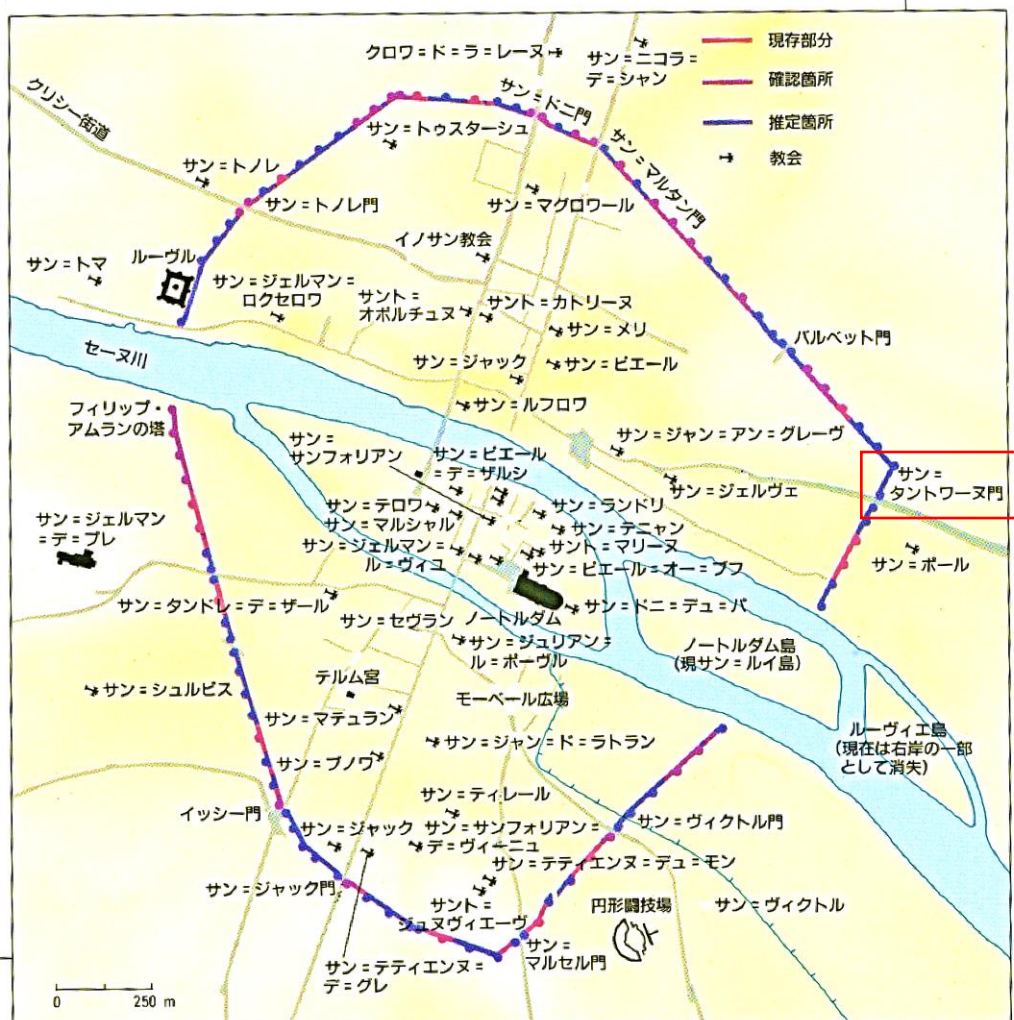 クロワ=ド=ラ=レーヌ
サン=ニコラ=
デ=シャン
現存部分
確認箇所
推定箇所
教会
クリシー街道
サン=ドニ門
サン=トゥスターシュ
サン=マルタン門
サン=トノレ
サン=トノレ門
サン=マグロワール
イノサン教会
サン=トマ
ルーヴル
サン=ジェルマン=
ロクセロワ
サント=
オポルチュヌ
サント=カトリーヌ
サン=メリ
バルベット門
セーヌ川
サン=ジャック
サン=ピエール
フィリップ・
アムランの塔
サン=ルフロワ
サン=
サンフォリアン
サン=ピエール
=デ=ザルシ
サン=ジャン=アン=グレーヴ
サン=ジェルヴェ
サン=
タントワーヌ門
サン=テロワ
サン=マルシャル
サン=ランドリ
サン=テニャン
サン=ジェルマン
=デ=プレ
サン=ジェルマン=
ル=ヴィユ
サント=マリーヌ
サン=ピエール=オー=ブフ
サン=ポール
サン=タンドレ=デ=ザール
サン=セヴラン
ノートルダム
サン=ドニ=デュ=パ
サン=ジュリアン=
ル=ポーヴル
ノートルダム島
(現サン=ルイ島)
テルム宮
サン=シュルピス
モーベール広場
サン=マテュラン
ルーヴィエ島
(現在は右岸の一部
として消失)
サン=ジャン=ド=ラトラン
サン=ブノワ
サン=ティレール
イッシー門
サン=ジャック
サン=サンフォリアン=
デ=ヴィーニュ
サン=ヴィクトル門
サン=テティエンヌ=デュ=モン
サン=ジャック門
サント=
ジュヌヴィエーヴ
円形闘技場
サン=ヴィクトル
サン=
マルセル門
サン=テティエンヌ=
デ=グレ
0 250 m